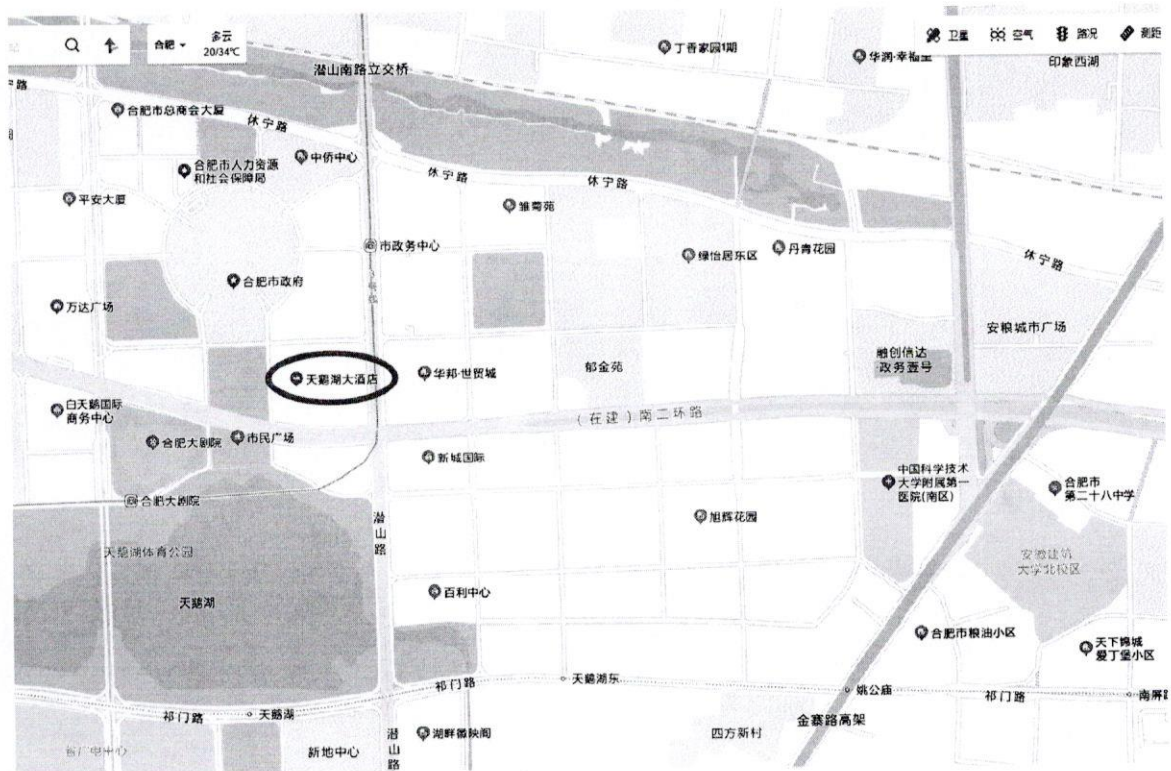 合肥
多云
20/34℃
卫星
空气
路况
测距
丁香家园1期
华润·幸福里
印象西湖
潜山南路立交桥
宁路
合肥市总商会大厦
休宁路
中侨中心
合肥市人力资源
和社会保障局
休宁路
休宁路
平安大厦
雏菊苑
市政务中心
绿怡居东区
丹青花园
休宁路
合肥市政府
万达广场
安粮城市广场
融创信达
政务壹号
天鹅湖大酒店
华邦·世贸城
郁金苑
白天鹅国际
商务中心
(在建)南二环路
合肥大剧院
市民广场
新城国际
中国科学技术
大学附属第一
医院(南区)
合肥市
第二十八中学
合肥大剧院
潜山路
旭辉花园
天鹅湖体育公园
安徽建筑
大学北校区
百利中心
天鹅湖
合肥市粮油小区
天下锦城
爱丁堡小区
祁门路
天鹅湖东
姚公庙
祁门路
南屏
祁门路
天鹅湖
金寨路高架
潜山路
湖畔徽映阁
四方新村
省广电中心
新地中心